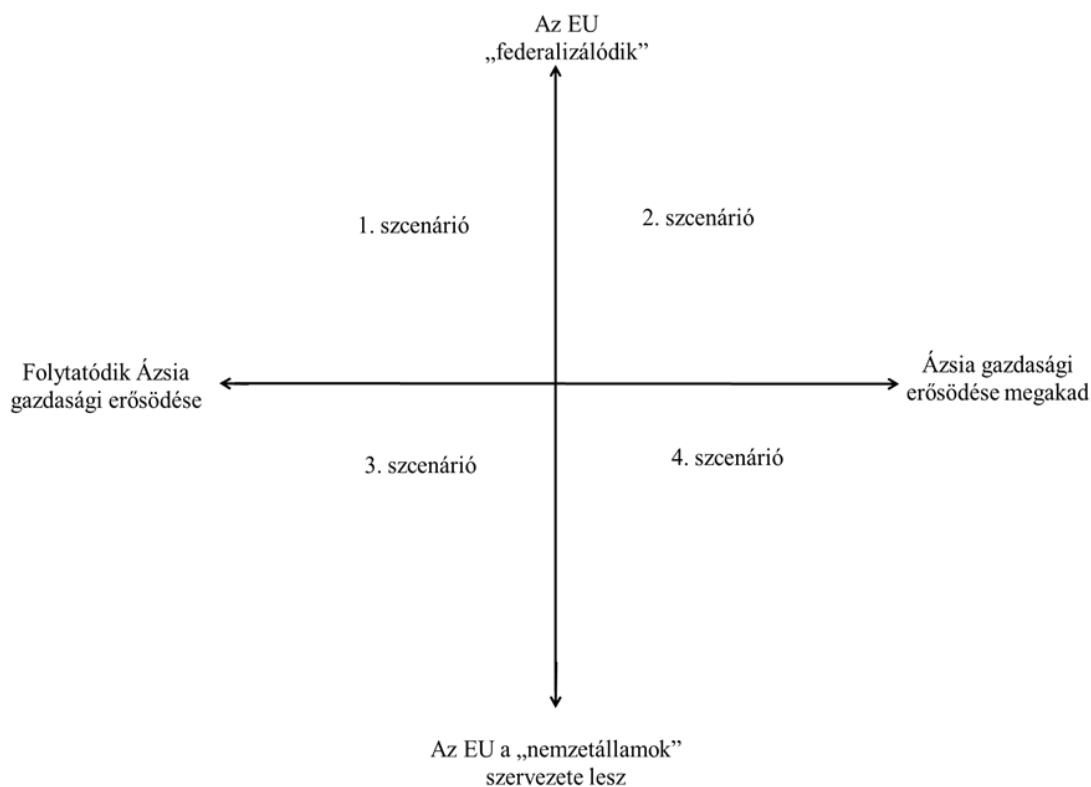 Az EU
„federalizálódik”
1. szcenárió
2. szcenárió
Folytatódik Ázsia
gazdasági erősödése
Ázsia gazdasági
erősödése megakad
3. szcenárió
4. szcenárió
Az EU a „nemzetállamok”
szervezete lesz